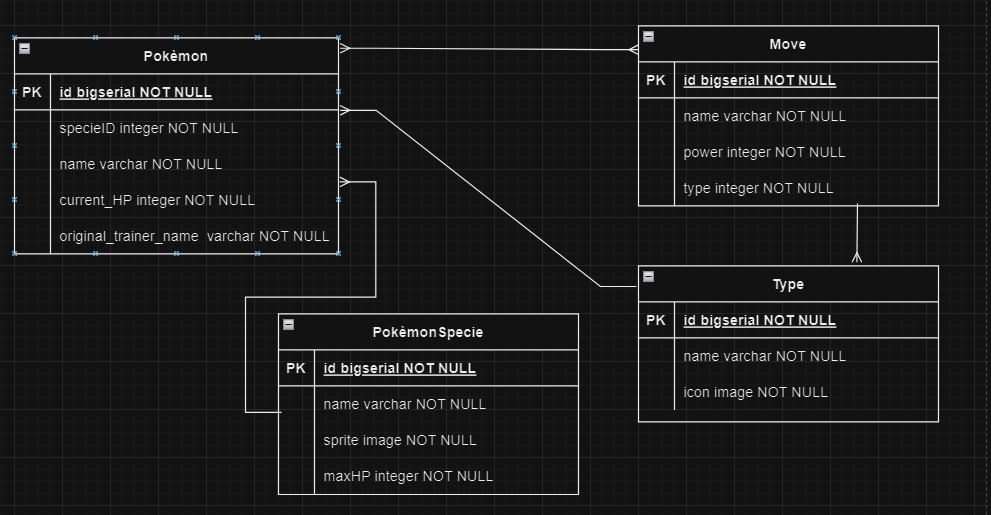 Pokèmon
PK id bigserial NOT NULL
specieID integer NOT NULL
name varchar NOT NULL
current_HP integer NOT NULL
original_trainer_name varchar NOT NULL
Move
PK id bigserial NOT NULL
name varchar NOT NULL
power integer NOT NULL
type integer NOT NULL
PokèmonSpecie
PK id bigserial NOT NULL
name varchar NOT NULL
sprite image NOT NULL
maxHP integer NOT NULL
Type
PK id bigserial NOT NULL
name varchar NOT NULL
icon image NOT NULL